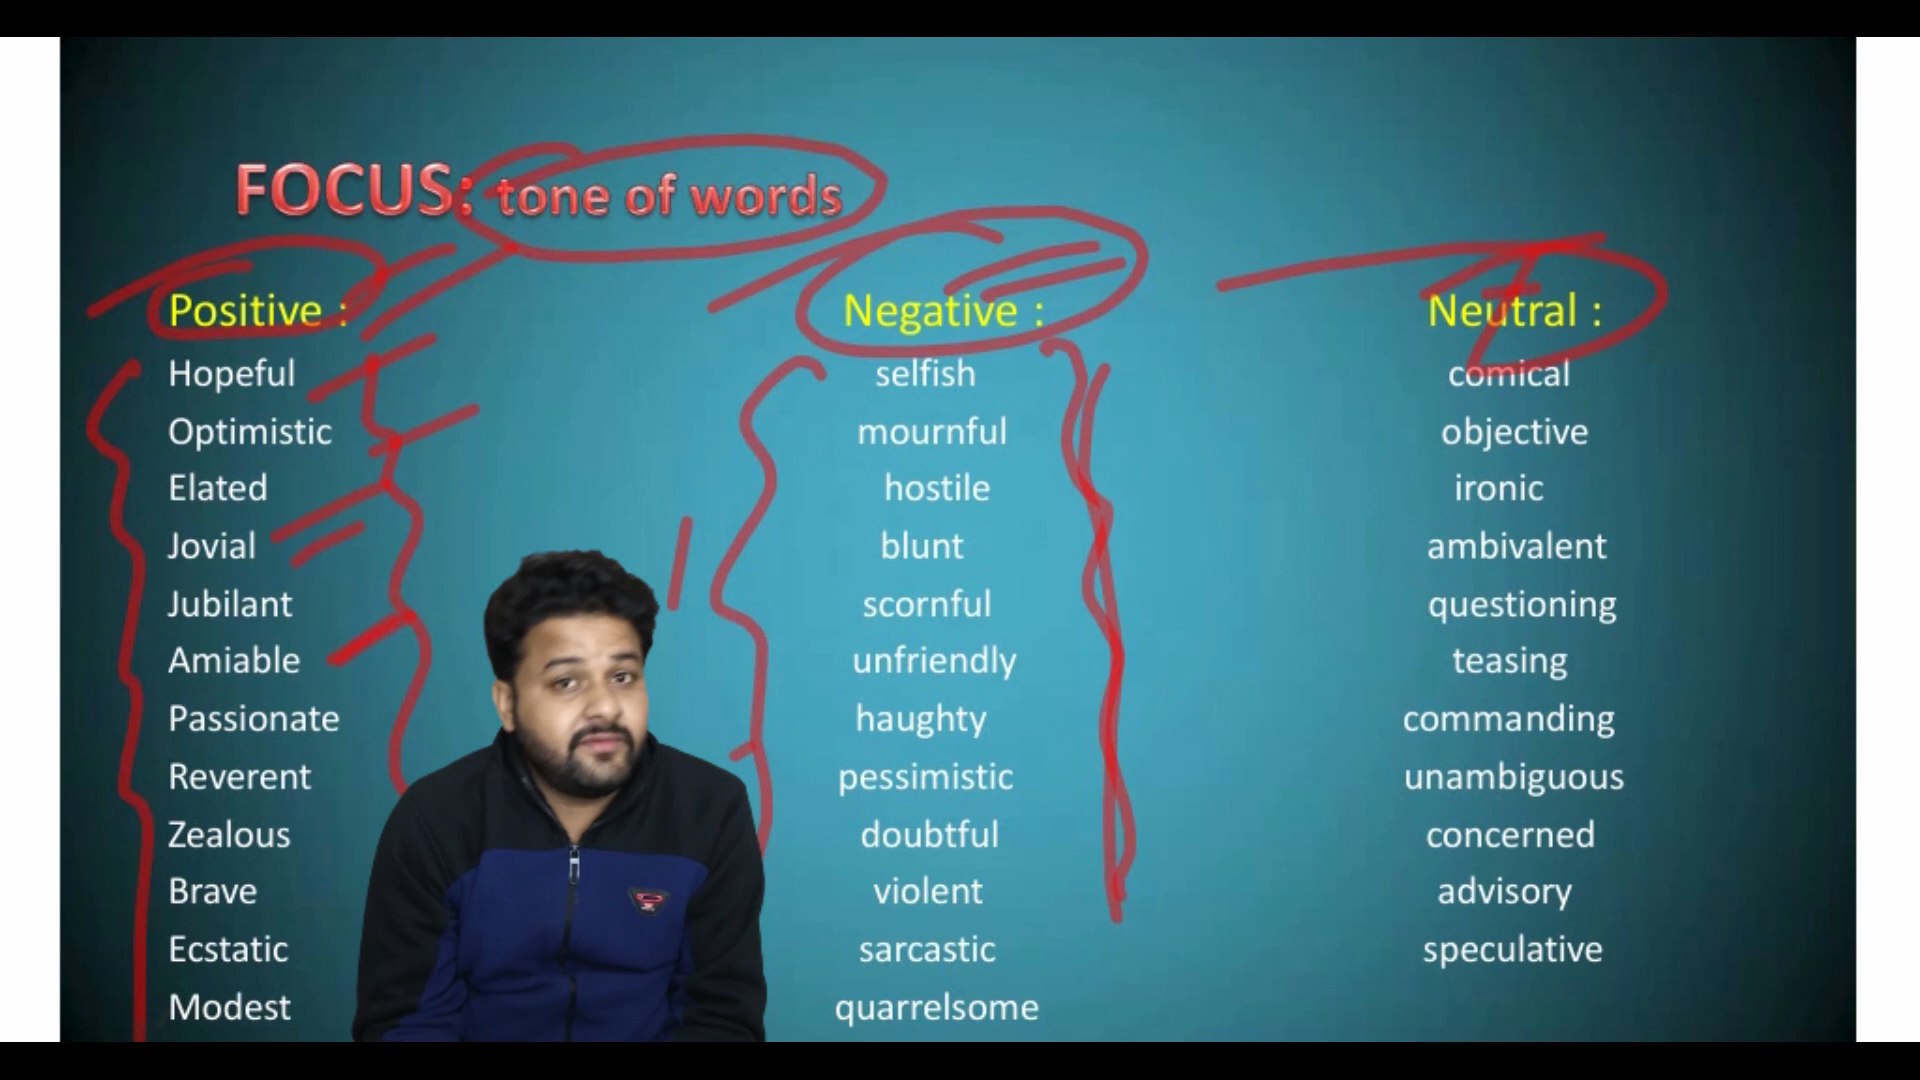 FOCUS: tone of words
Positive :
Hopeful
Optimistic
Elated
Jovial
Jubilant
Amiable
Passionate
Reverent
Zealous
Brave
Ecstatic
Modest
Negative :
selfish
mournful
hostile
blunt
scornful
unfriendly
haughty
pessimistic
doubtful
violent
sarcastic
quarrelsome
Neutral :
comical
objective
ironic
ambivalent
questioning
teasing
commanding
unambiguous
concerned
advisory
speculative